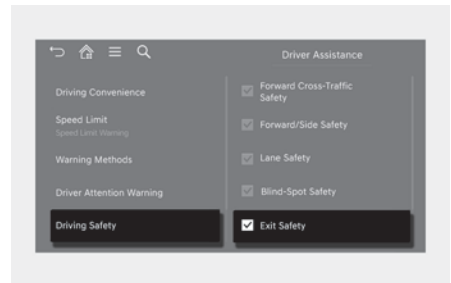 Driver Assistance
Driving Convenience
Speed Limit
Speed Limit Warning
Warning Methods
Driver Attention Warning
Driving Safety
Forward Cross-Traffic
Safety
Forward/Side Safety
Lane Safety
Blind-Spot Safety
Exit Safety